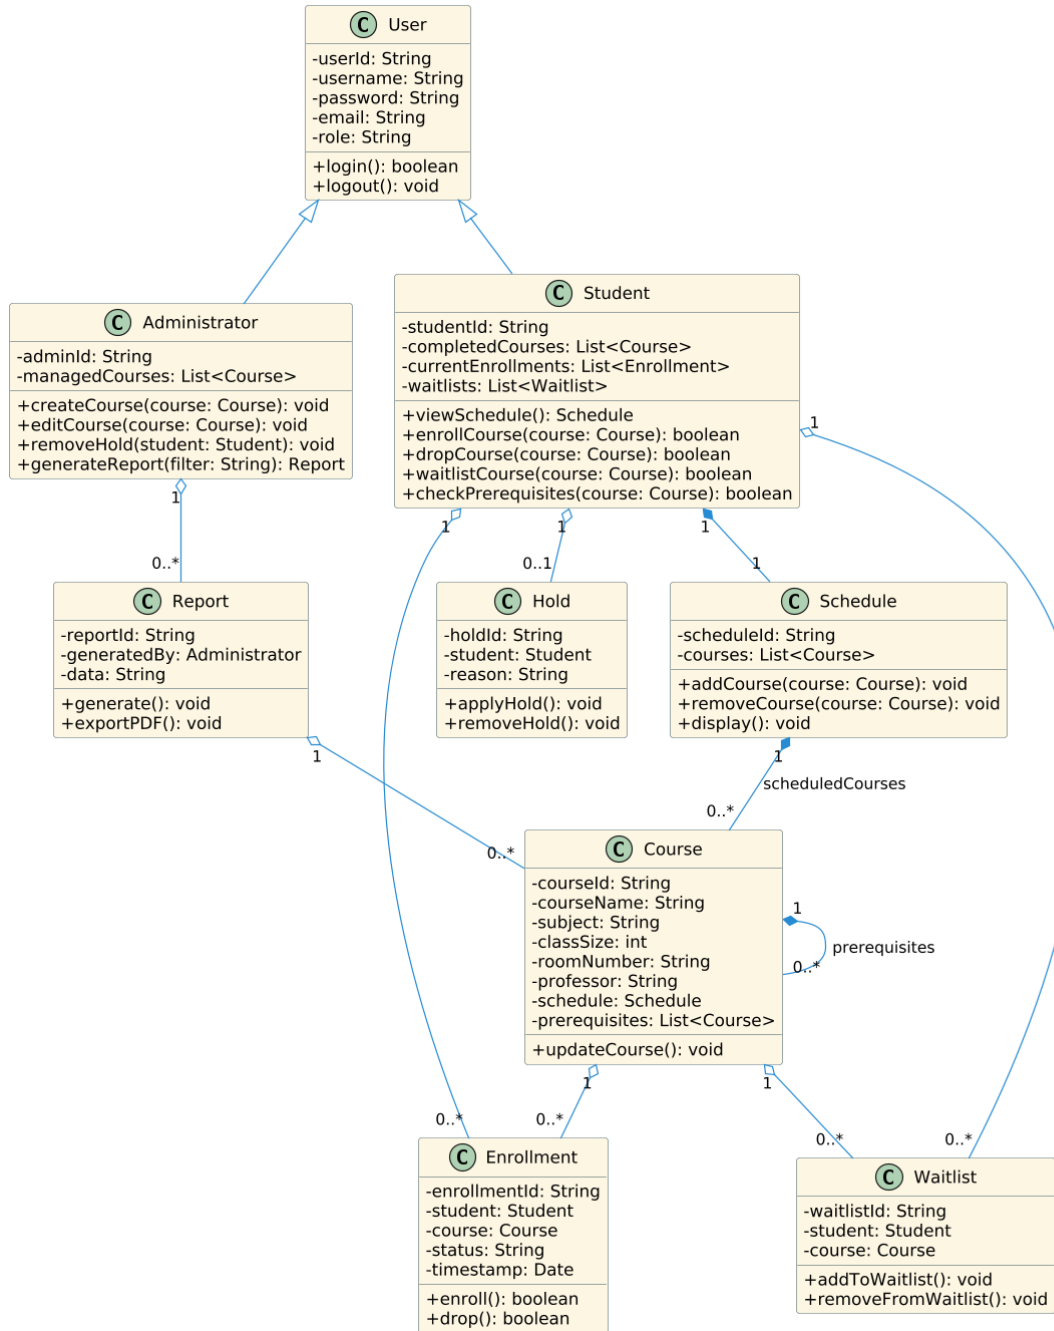 C User
-userId: String
-username: String
-password: String
-email: String
-role: String
+login(): boolean
+logout(): void
C Administrator
-adminId: String
-managedCourses: List<Course>
+createCourse(course: Course): void
+editCourse(course: Course): void
+removeHold(student: Student): void
+generateReport(filter: String): Report
C Student
-studentId: String
-completedCourses: List<Course>
-currentEnrollments: List<Enrollment>
-waitlists: List<Waitlist>
+viewSchedule(): Schedule
+enrollCourse(course: Course): boolean
+dropCourse(course: Course): boolean
+waitlistCourse(course: Course): boolean
+checkPrerequisites(course: Course): boolean
1
1
1
1
1
0..*
0..1
1
C Report
-reportId: String
-generatedBy: Administrator
-data: String
+generate(): void
+exportPDF(): void
C Hold
-holdId: String
-student: Student
-reason: String
+applyHold(): void
+removeHold(): void
C Schedule
-scheduleId: String
-courses: List<Course>
+addCourse(course: Course): void
+removeCourse(course: Course): void
+display(): void
1
1
scheduledCourses
0..*
0..*
C Course
-courseId: String
-courseName: String
-subject: String
-classSize: int
-roomNumber: String
-professor: String
-schedule: Schedule
-prerequisites: List<Course>
+updateCourse(): void
1
prerequisites
0..*
1
1
0..*
0..*
0..*
0..*
C Enrollment
-enrollmentId: String
-student: Student
-course: Course
-status: String
-timestamp: Date
+enroll(): boolean
+drop(): boolean
C Waitlist
-waitlistId: String
-student: Student
-course: Course
+addToWaitlist(): void
+removeFromWaitlist(): void